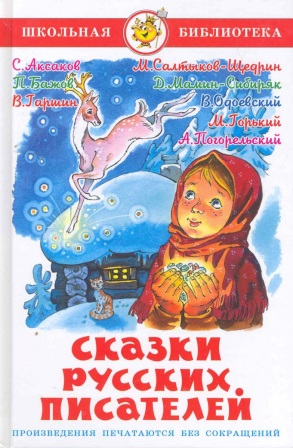 ШКОЛЬНАЯ БИБЛИОТЕКА
С. Аксаков
П. Бажов
В. Гаршин
М. Салтыков-Щедрин
Д. Мамин-Сибиряк
В. Одоевский
М. Горький
А. Погорельский
СКАЗКИ
РУССКИХ
ПИСАТЕЛЕЙ
ПРОИЗВЕДЕНИЯ ПЕЧАТАЮТСЯ БЕЗ СОКРАЩЕНИЙ